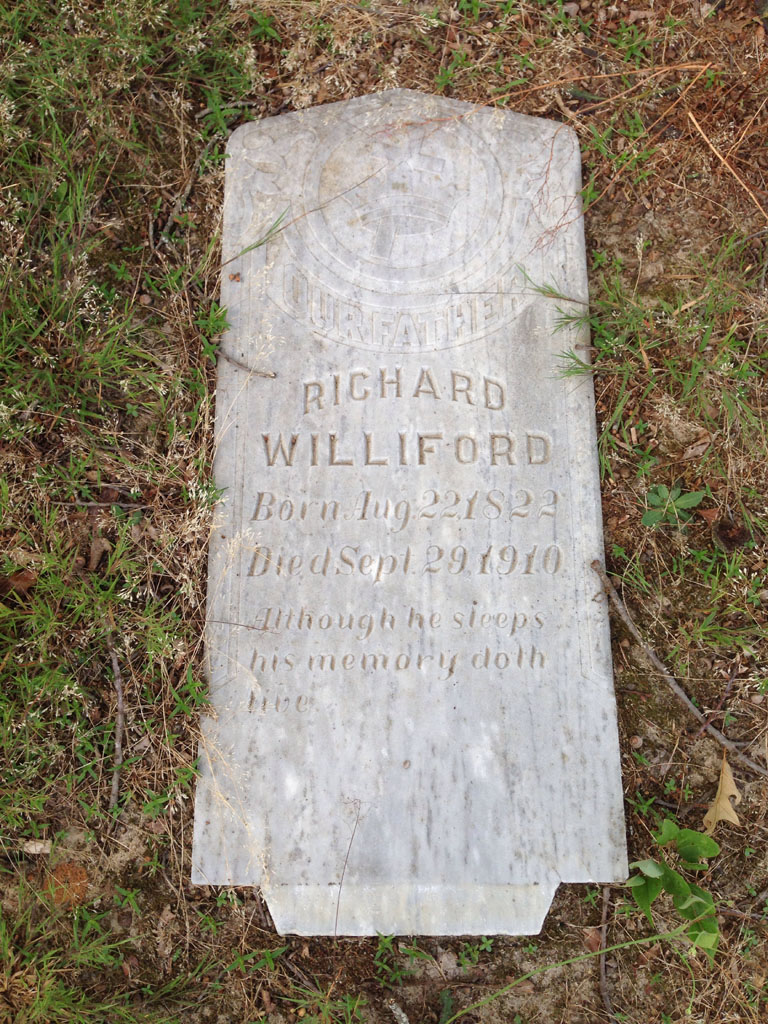 OUR FATHER
RICHARD
WILLIFORD
Born Aug 22, 1822
Died Sept 29, 1910
Although he sleeps
his memory doth
live